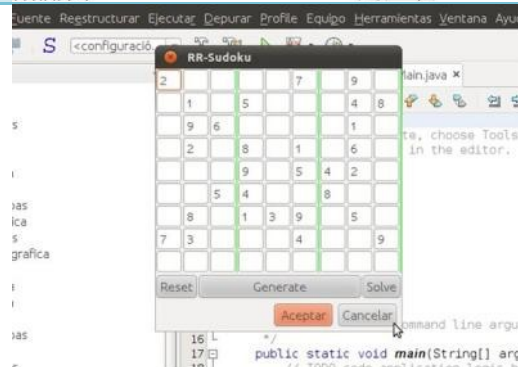 Fuente Reestructurar Ejecutar Depurar Profile Equipo Herramientas Ventana Ayu
S <configuració
RR-Sudoku
Main.java ×
2 7 9
1 5 4 8
9 6 1
te, choose Tools
2 8 1 6
in the editor.
9 5 4 2
5 4 8
8 1 3 9 5
7 3 4 9
grafica
Reset Generate Solve
Aceptar Cancelar
ommand line argu
16 */
17 public static void main(String[] arg